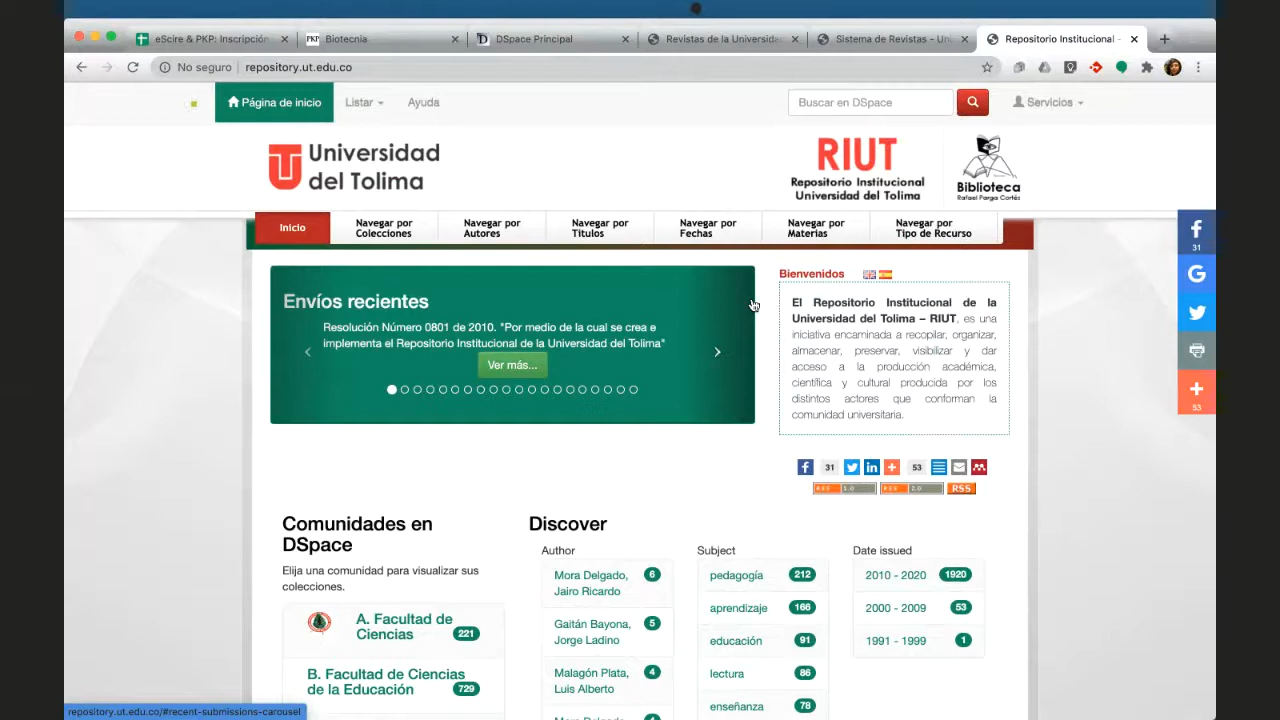 eScire & PKP: Inscripción
Biotecnia
DSpace Principal
Revistas de la Universida
Sistema de Revistas - Un
Repositorio Institucional -
No seguro
repository.ut.edu.co
Página de inicio
Listar
Ayuda
Buscar en DSpace
Servicios
Universidad
del Tolima
RIUT
Repositorio Institucional
Universidad del Tolima
Biblioteca
Rafael Parga Cortés
Inicio
Navegar por
Colecciones
Navegar por
Autores
Navegar por
Títulos
Navegar por
Fechas
Navegar por
Materias
Navegar por
Tipo de Recurso
Envíos recientes
Resolución Número 0801 de 2010. "Por medio de la cual se crea e
implementa el Repositorio Institucional de la Universidad del Tolima"
Ver más...
Bienvenidos
El Repositorio Institucional de la
Universidad del Tolima – RIUT, es una
iniciativa encaminada a recopilar, organizar,
almacenar, preservar, visibilizar y dar
acceso a la producción académica,
científica y cultural producida por los
distintos actores que conforman la
comunidad universitaria.
31
53
31
53
RSS 1.0
RSS 2.0
RSS
Comunidades en
DSpace
Elija una comunidad para visualizar sus
colecciones.
A. Facultad de
Ciencias 221
B. Facultad de Ciencias
de la Educación 729
Discover
Author
Mora Delgado, 6
Jairo Ricardo
Gaitán Bayona, 5
Jorge Ladino
Malagón Plata, 4
Luis Alberto
Subject
pedagogía 212
aprendizaje 166
educación 91
lectura 86
enseñanza 78
Date issued
2010 - 2020 1920
2000 - 2009 53
1991 - 1999 1
repository.ut.edu.co/#recent-submissions-carousel